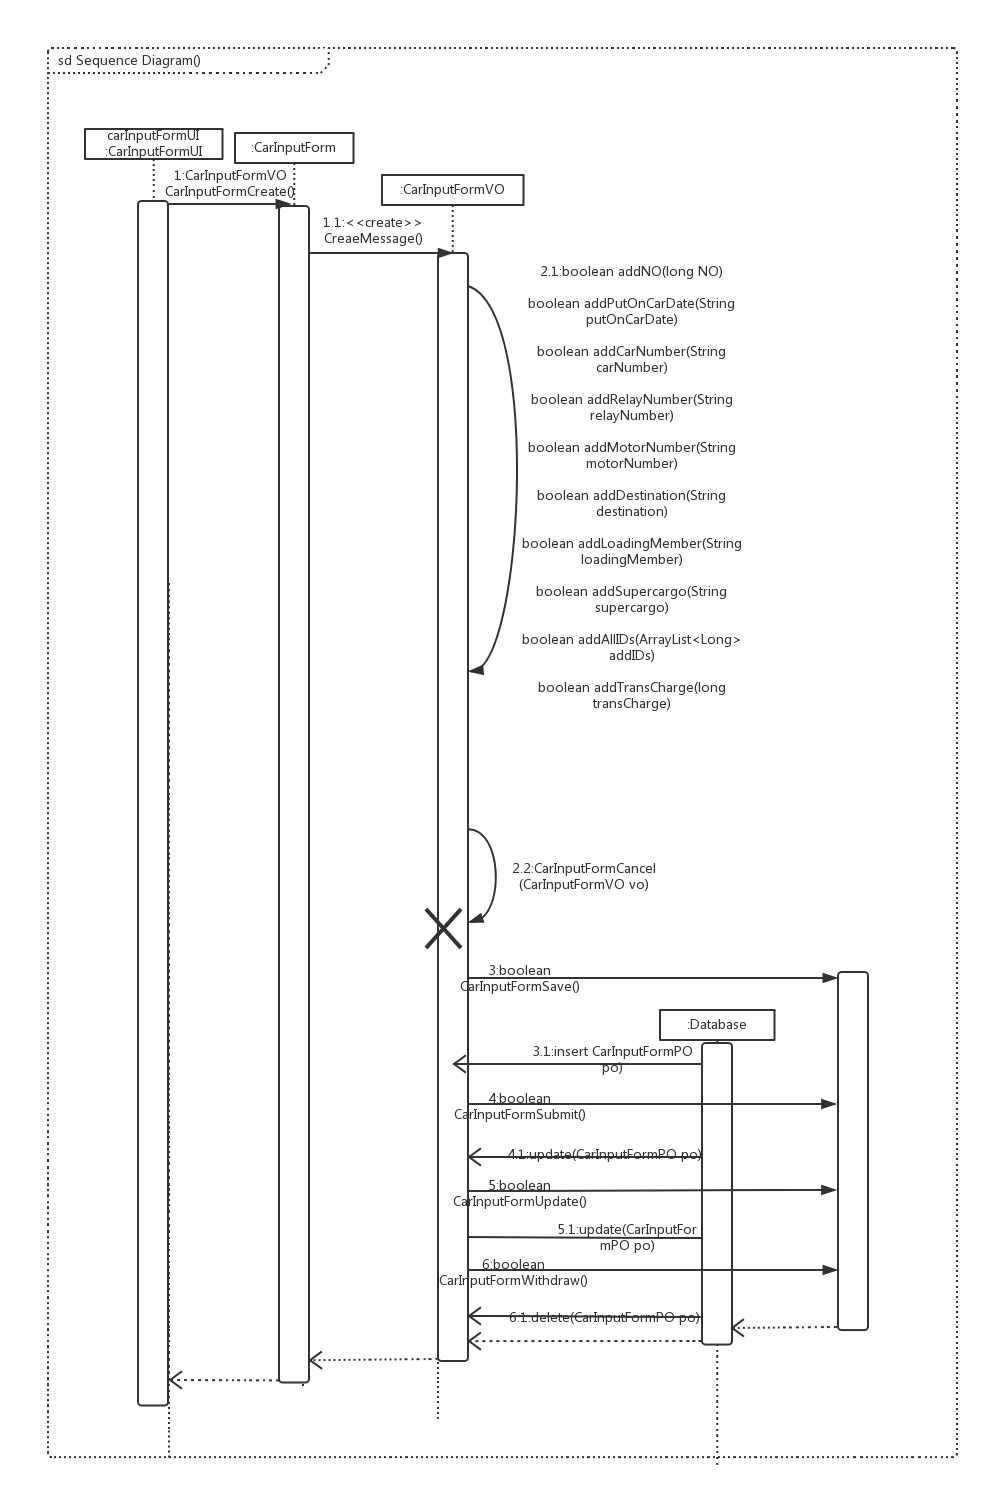 sd Sequence Diagram()
carInputFormUI
:CarInputFormUI
:CarInputForm
1:CarInputFormVO
CarInputFormCreate()
:CarInputFormVO
1.1:<<create>>
CreaeMessage()
2.1:boolean addNO(long NO)
boolean addPutOnCarDate(String
putOnCarDate)
boolean addCarNumber(String
carNumber)
boolean addRelayNumber(String
relayNumber)
boolean addMotorNumber(String
motorNumber)
boolean addDestination(String
destination)
boolean addLoadingMember(String
loadingMember)
boolean addSupercargo(String
supercargo)
boolean addAllIDs(ArrayList<Long>
addIDs)
boolean addTransCharge(long
transCharge)
2.2:CarInputFormCancel
(CarInputFormVO vo)
3:boolean
CarInputFormSave()
:Database
3.1:insert CarInputFormPO
po)
4:boolean
CarInputFormSubmit()
4.1:update(CarInputFormPO po)
5:boolean
CarInputFormUpdate()
5.1:update(CarInputFor
mPO po)
6:boolean
CarInputFormWithdraw()
6.1:delete(CarInputFormPO po)